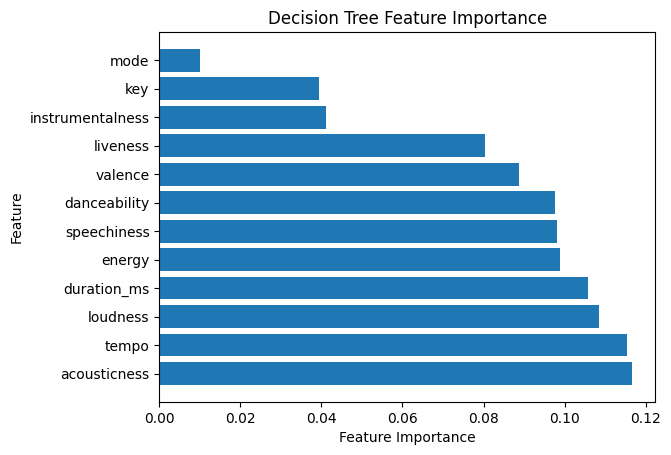 Decision Tree Feature Importance
mode
key
instrumentalness
liveness
valence
danceability
speechiness
energy
duration_ms
loudness
tempo
acousticness
Feature
0.00 0.02 0.04 0.06 0.08 0.10 0.12
Feature Importance